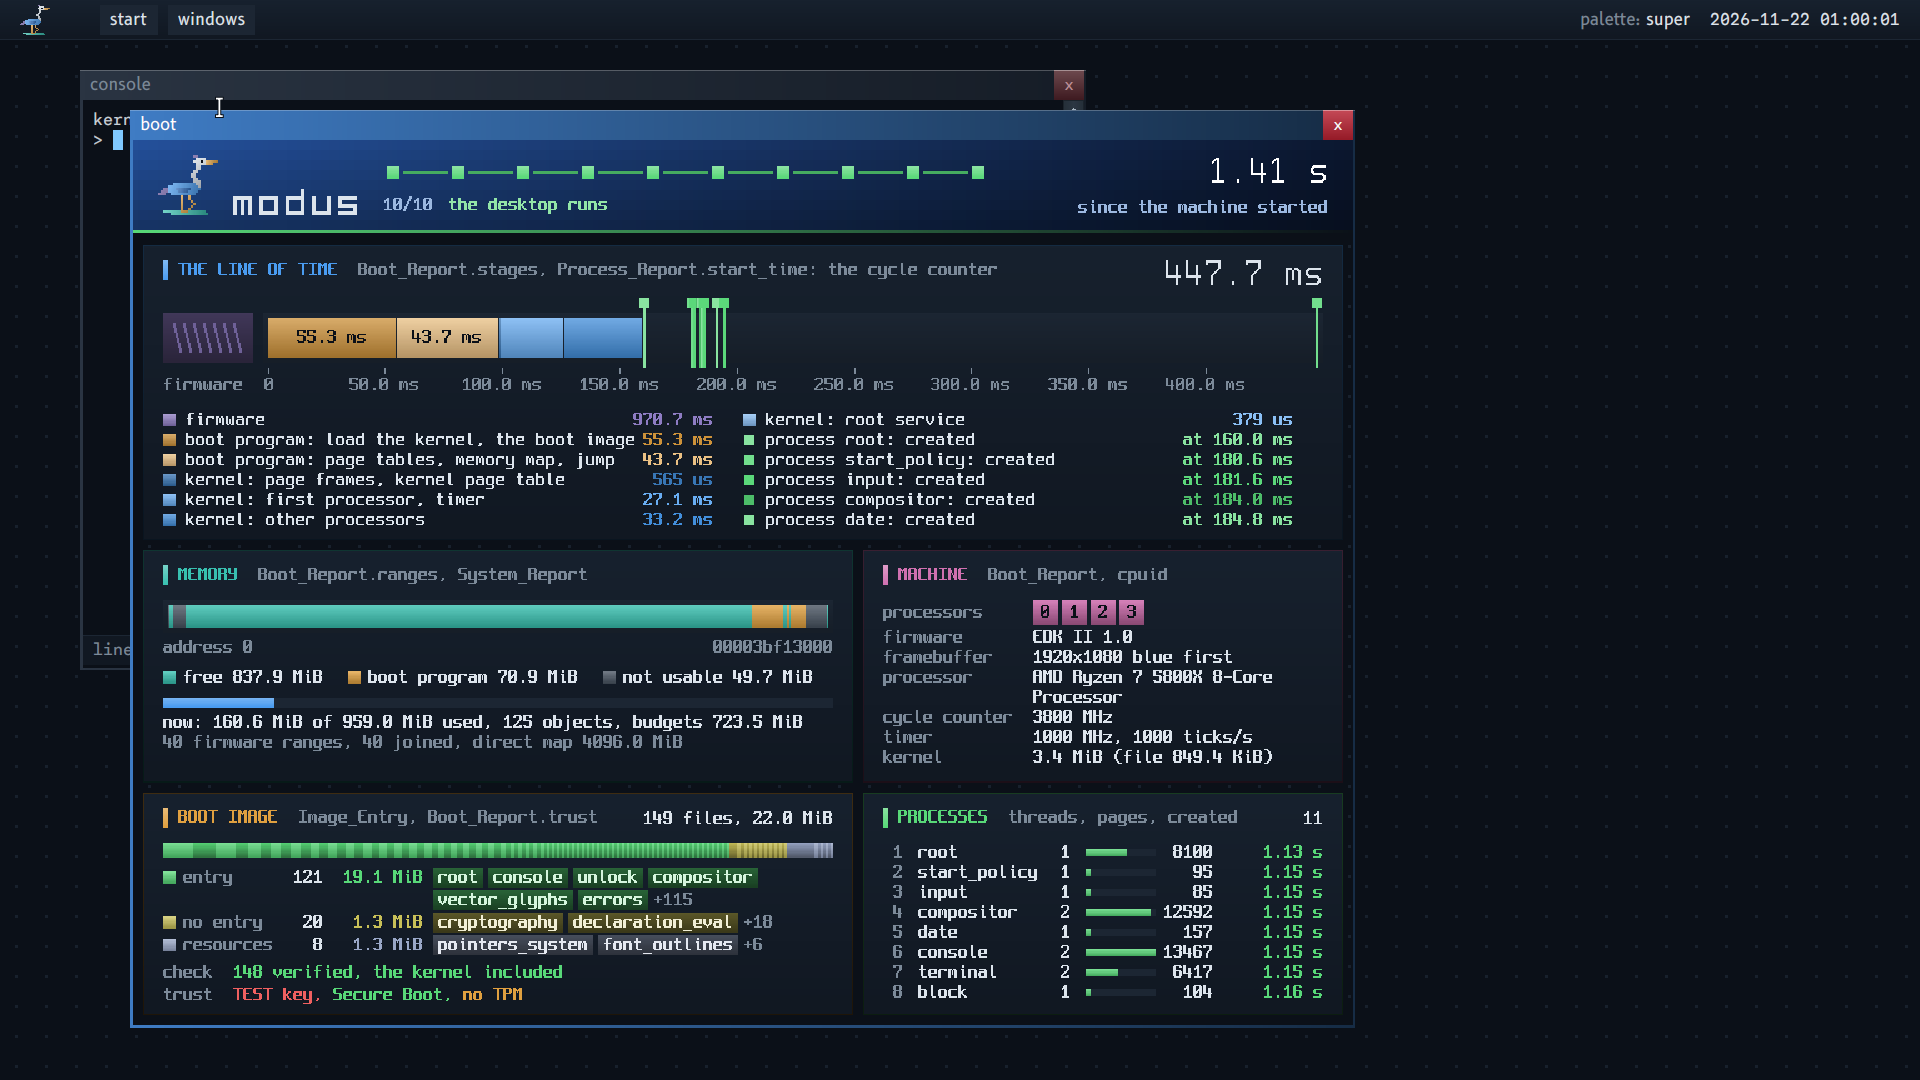 start windows palette: super 2026-11-22 01:00:01
console x
kern
>
line
boot x
modus 10/10 the desktop runs 1.41 s
since the machine started
THE LINE OF TIME Boot_Report.stages, Process_Report.start_time: the cycle counter 447.7 ms
55.3 ms 43.7 ms
firmware 0 50.0 ms 100.0 ms 150.0 ms 200.0 ms 250.0 ms 300.0 ms 350.0 ms 400.0 ms
firmware 970.7 ms kernel: root service 379 us
boot program: load the kernel, the boot image 55.3 ms process root: created at 160.0 ms
boot program: page tables, memory map, jump 43.7 ms process start_policy: created at 180.6 ms
kernel: page frames, kernel page table 565 us process input: created at 181.6 ms
kernel: first processor, timer 27.1 ms process compositor: created at 184.0 ms
kernel: other processors 33.2 ms process date: created at 184.8 ms
MEMORY Boot_Report.ranges, System_Report
address 0 00003bf13000
free 837.9 MiB boot program 70.9 MiB not usable 49.7 MiB
now: 160.6 MiB of 959.0 MiB used, 125 objects, budgets 723.5 MiB
40 firmware ranges, 40 joined, direct map 4096.0 MiB
MACHINE Boot_Report, cpuid
processors 0 1 2 3
firmware EDK II 1.0
framebuffer 1920x1080 blue first
processor AMD Ryzen 7 5800X 8-Core
Processor
cycle counter 3800 MHz
timer 1000 MHz, 1000 ticks/s
kernel 3.4 MiB (file 849.4 KiB)
BOOT IMAGE Image_Entry, Boot_Report.trust 149 files, 22.0 MiB
entry 121 19.1 MiB root console unlock compositor
vector_glyphs errors +115
no entry 20 1.3 MiB cryptography declaration_eval +18
resources 8 1.3 MiB pointers_system font_outlines +6
check 148 verified, the kernel included
trust TEST key, Secure Boot, no TPM
PROCESSES threads, pages, created 11
1 root 1 8100 1.13 s
2 start_policy 1 95 1.15 s
3 input 1 85 1.15 s
4 compositor 2 12592 1.15 s
5 date 1 157 1.15 s
6 console 2 13467 1.15 s
7 terminal 2 6417 1.15 s
8 block 1 104 1.16 s